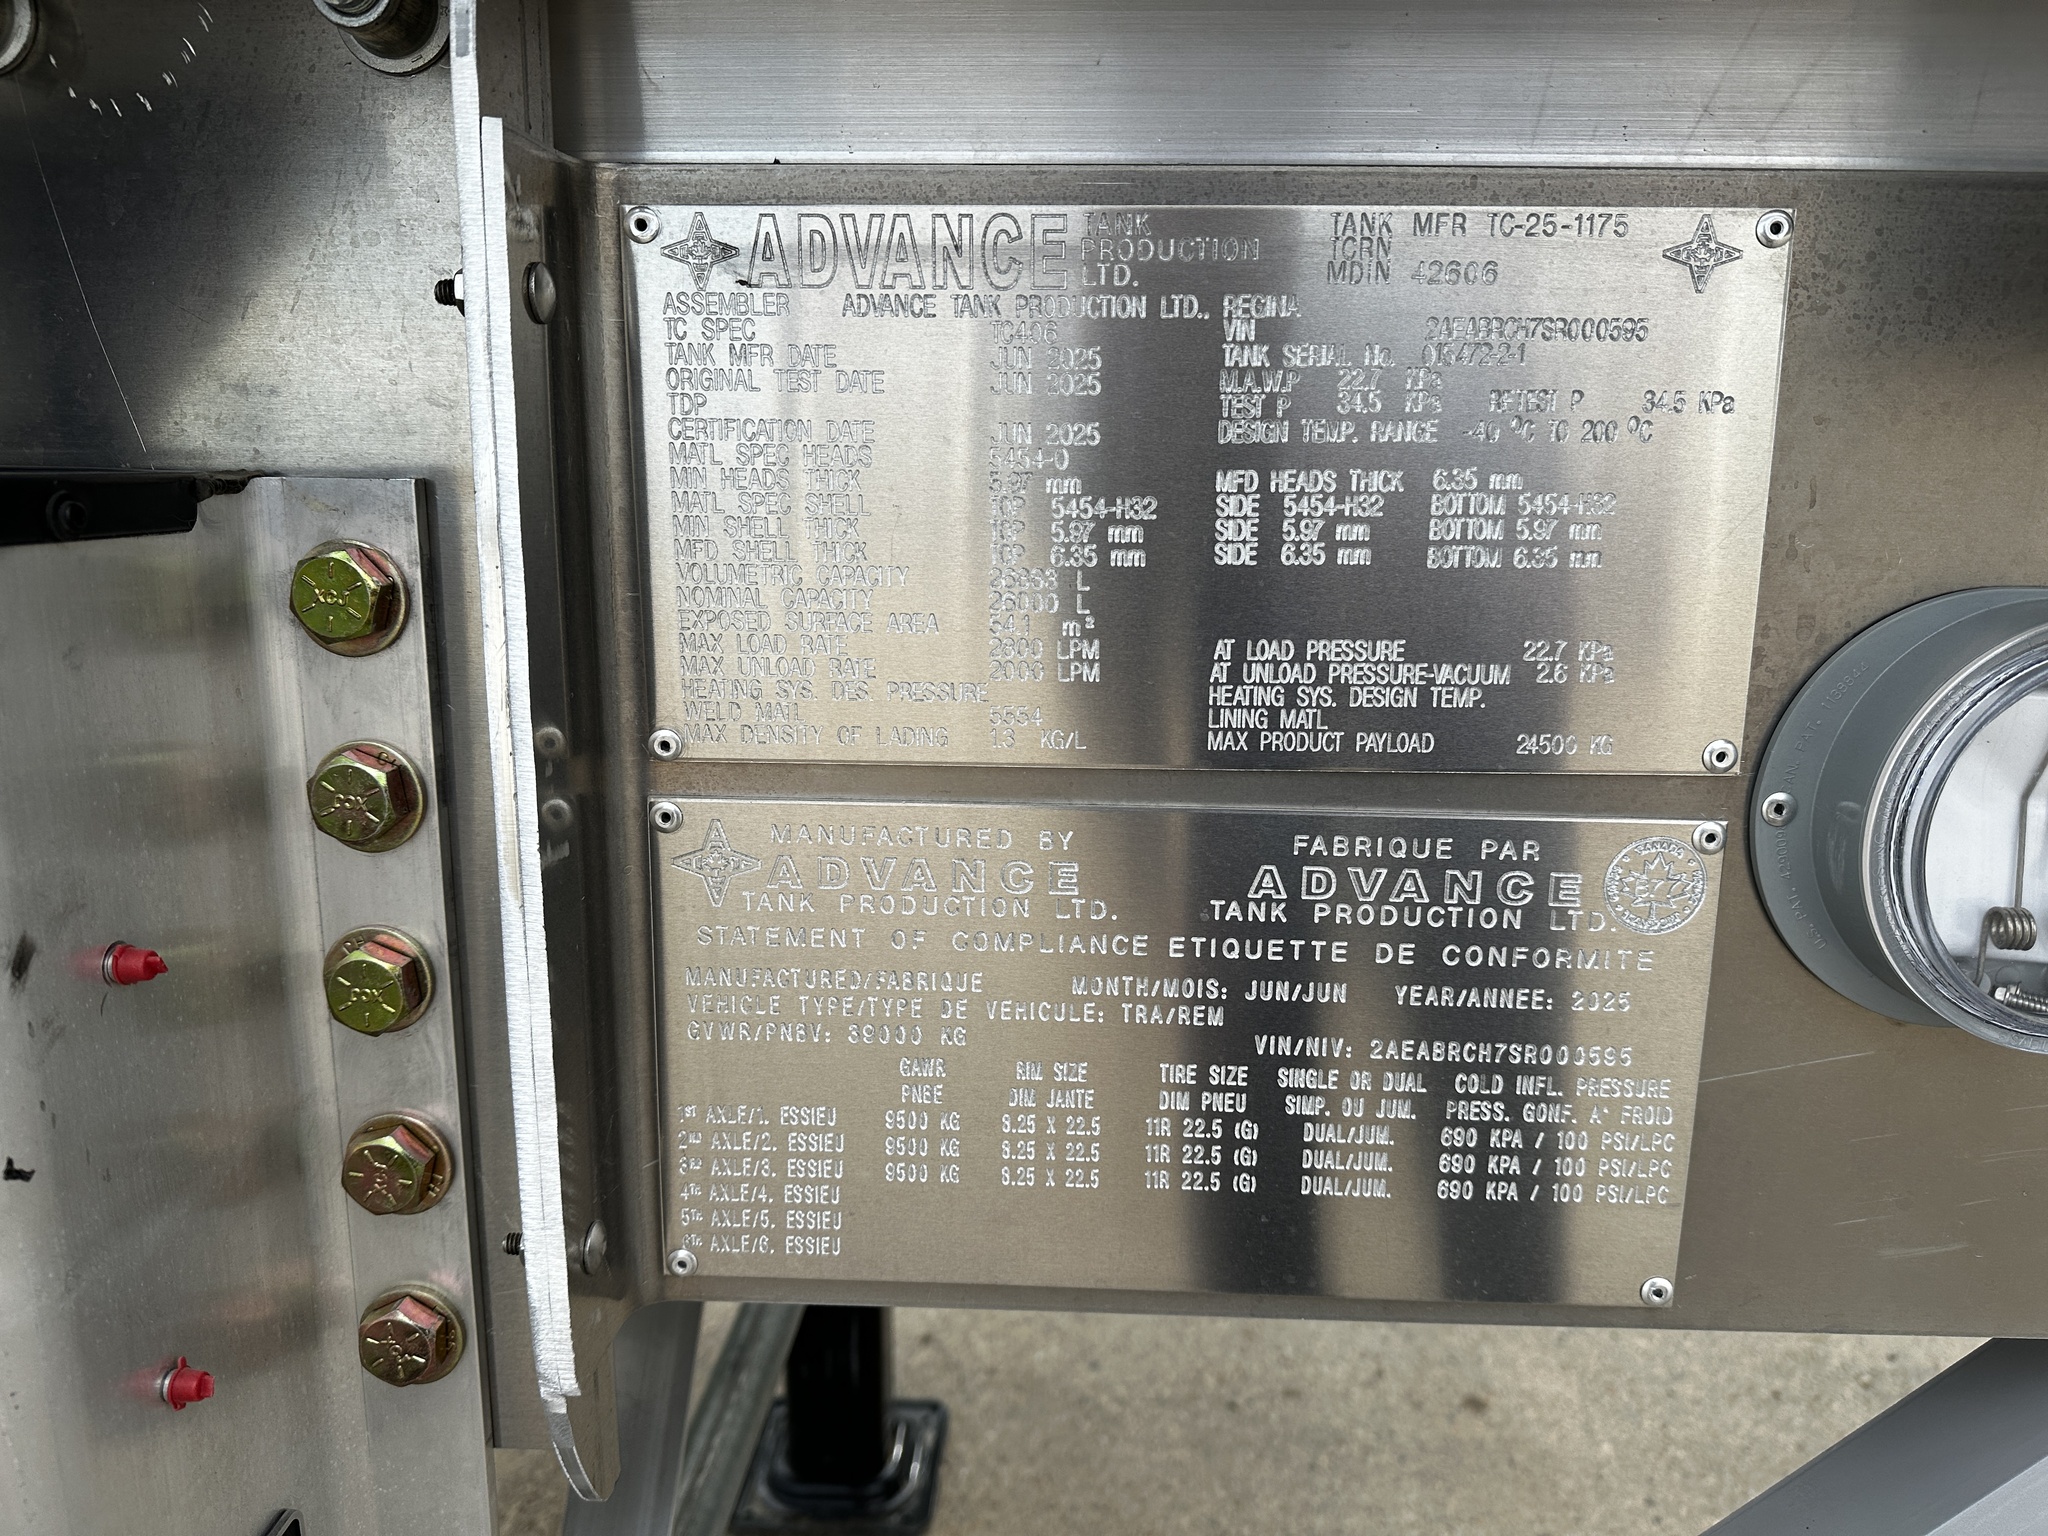 ADVANCE TANK PRODUCTION LTD.
TANK MFR TC-25-1175
TCRN
MDIN 42606
ASSEMBLER ADVANCE TANK PRODUCTION LTD., REGINA
TC SPEC TC406 VIN 2AEABRCH7SR000595
TANK MFR DATE JUN 2025 TANK SERIAL No.
ORIGINAL TEST DATE JUN 2025 M.A.W.P 22.7 KPa
TDP TEST P 34.5 KPa RETEST P 34.5 KPa
CERTIFICATION DATE JUN 2025 DESIGN TEMP. RANGE -40 °C TO 200 °C
MATL SPEC HEADS 5454-O
MIN HEADS THICK 5.97 mm MFD HEADS THICK 6.35 mm
MATL SPEC SHELL TOP 5454-H32 SIDE 5454-H32 BOTTOM 5454-H32
MIN SHELL THICK TOP 5.97 mm SIDE 5.97 mm BOTTOM 5.97 mm
MFD SHELL THICK TOP 6.35 mm SIDE 6.35 mm BOTTOM 6.35 mm
VOLUMETRIC CAPACITY L
NOMINAL CAPACITY 26000 L
EXPOSED SURFACE AREA 54.1 m²
MAX LOAD RATE LPM AT LOAD PRESSURE 22.7 KPa
MAX UNLOAD RATE 2000 LPM AT UNLOAD PRESSURE-VACUUM 2.6 KPa
HEATING SYS. DES. PRESSURE HEATING SYS. DESIGN TEMP.
WELD MATL 5554 LINING MATL
MAX DENSITY OF LADING 1.3 KG/L MAX PRODUCT PAYLOAD 24500 KG
MANUFACTURED BY FABRIQUE PAR
ADVANCE ADVANCE
TANK PRODUCTION LTD. TANK PRODUCTION LTD.
CANADA
STATEMENT OF COMPLIANCE ETIQUETTE DE CONFORMITE
MANUFACTURED/FABRIQUE MONTH/MOIS: JUN/JUN YEAR/ANNEE: 2025
VEHICLE TYPE/TYPE DE VEHICULE: TRA/REM
GVWR/PNBV: 39000 KG VIN/NIV: 2AEABRCH7SR000595
GAWR RIM SIZE TIRE SIZE SINGLE OR DUAL COLD INFL. PRESSURE
PNBE DIM JANTE DIM PNEU SIMP. OU JUM. PRESS. GONF. A' FROID
1ST AXLE/1. ESSIEU 9500 KG 8.25 X 22.5 11R 22.5 (G) DUAL/JUM. 690 KPA / 100 PSI/LPC
2ND AXLE/2. ESSIEU 9500 KG 8.25 X 22.5 11R 22.5 (G) DUAL/JUM. 690 KPA / 100 PSI/LPC
3RD AXLE/3. ESSIEU 9500 KG 8.25 X 22.5 11R 22.5 (G) DUAL/JUM. 690 KPA / 100 PSI/LPC
4TH AXLE/4. ESSIEU
5TH AXLE/5. ESSIEU
6TH AXLE/6. ESSIEU